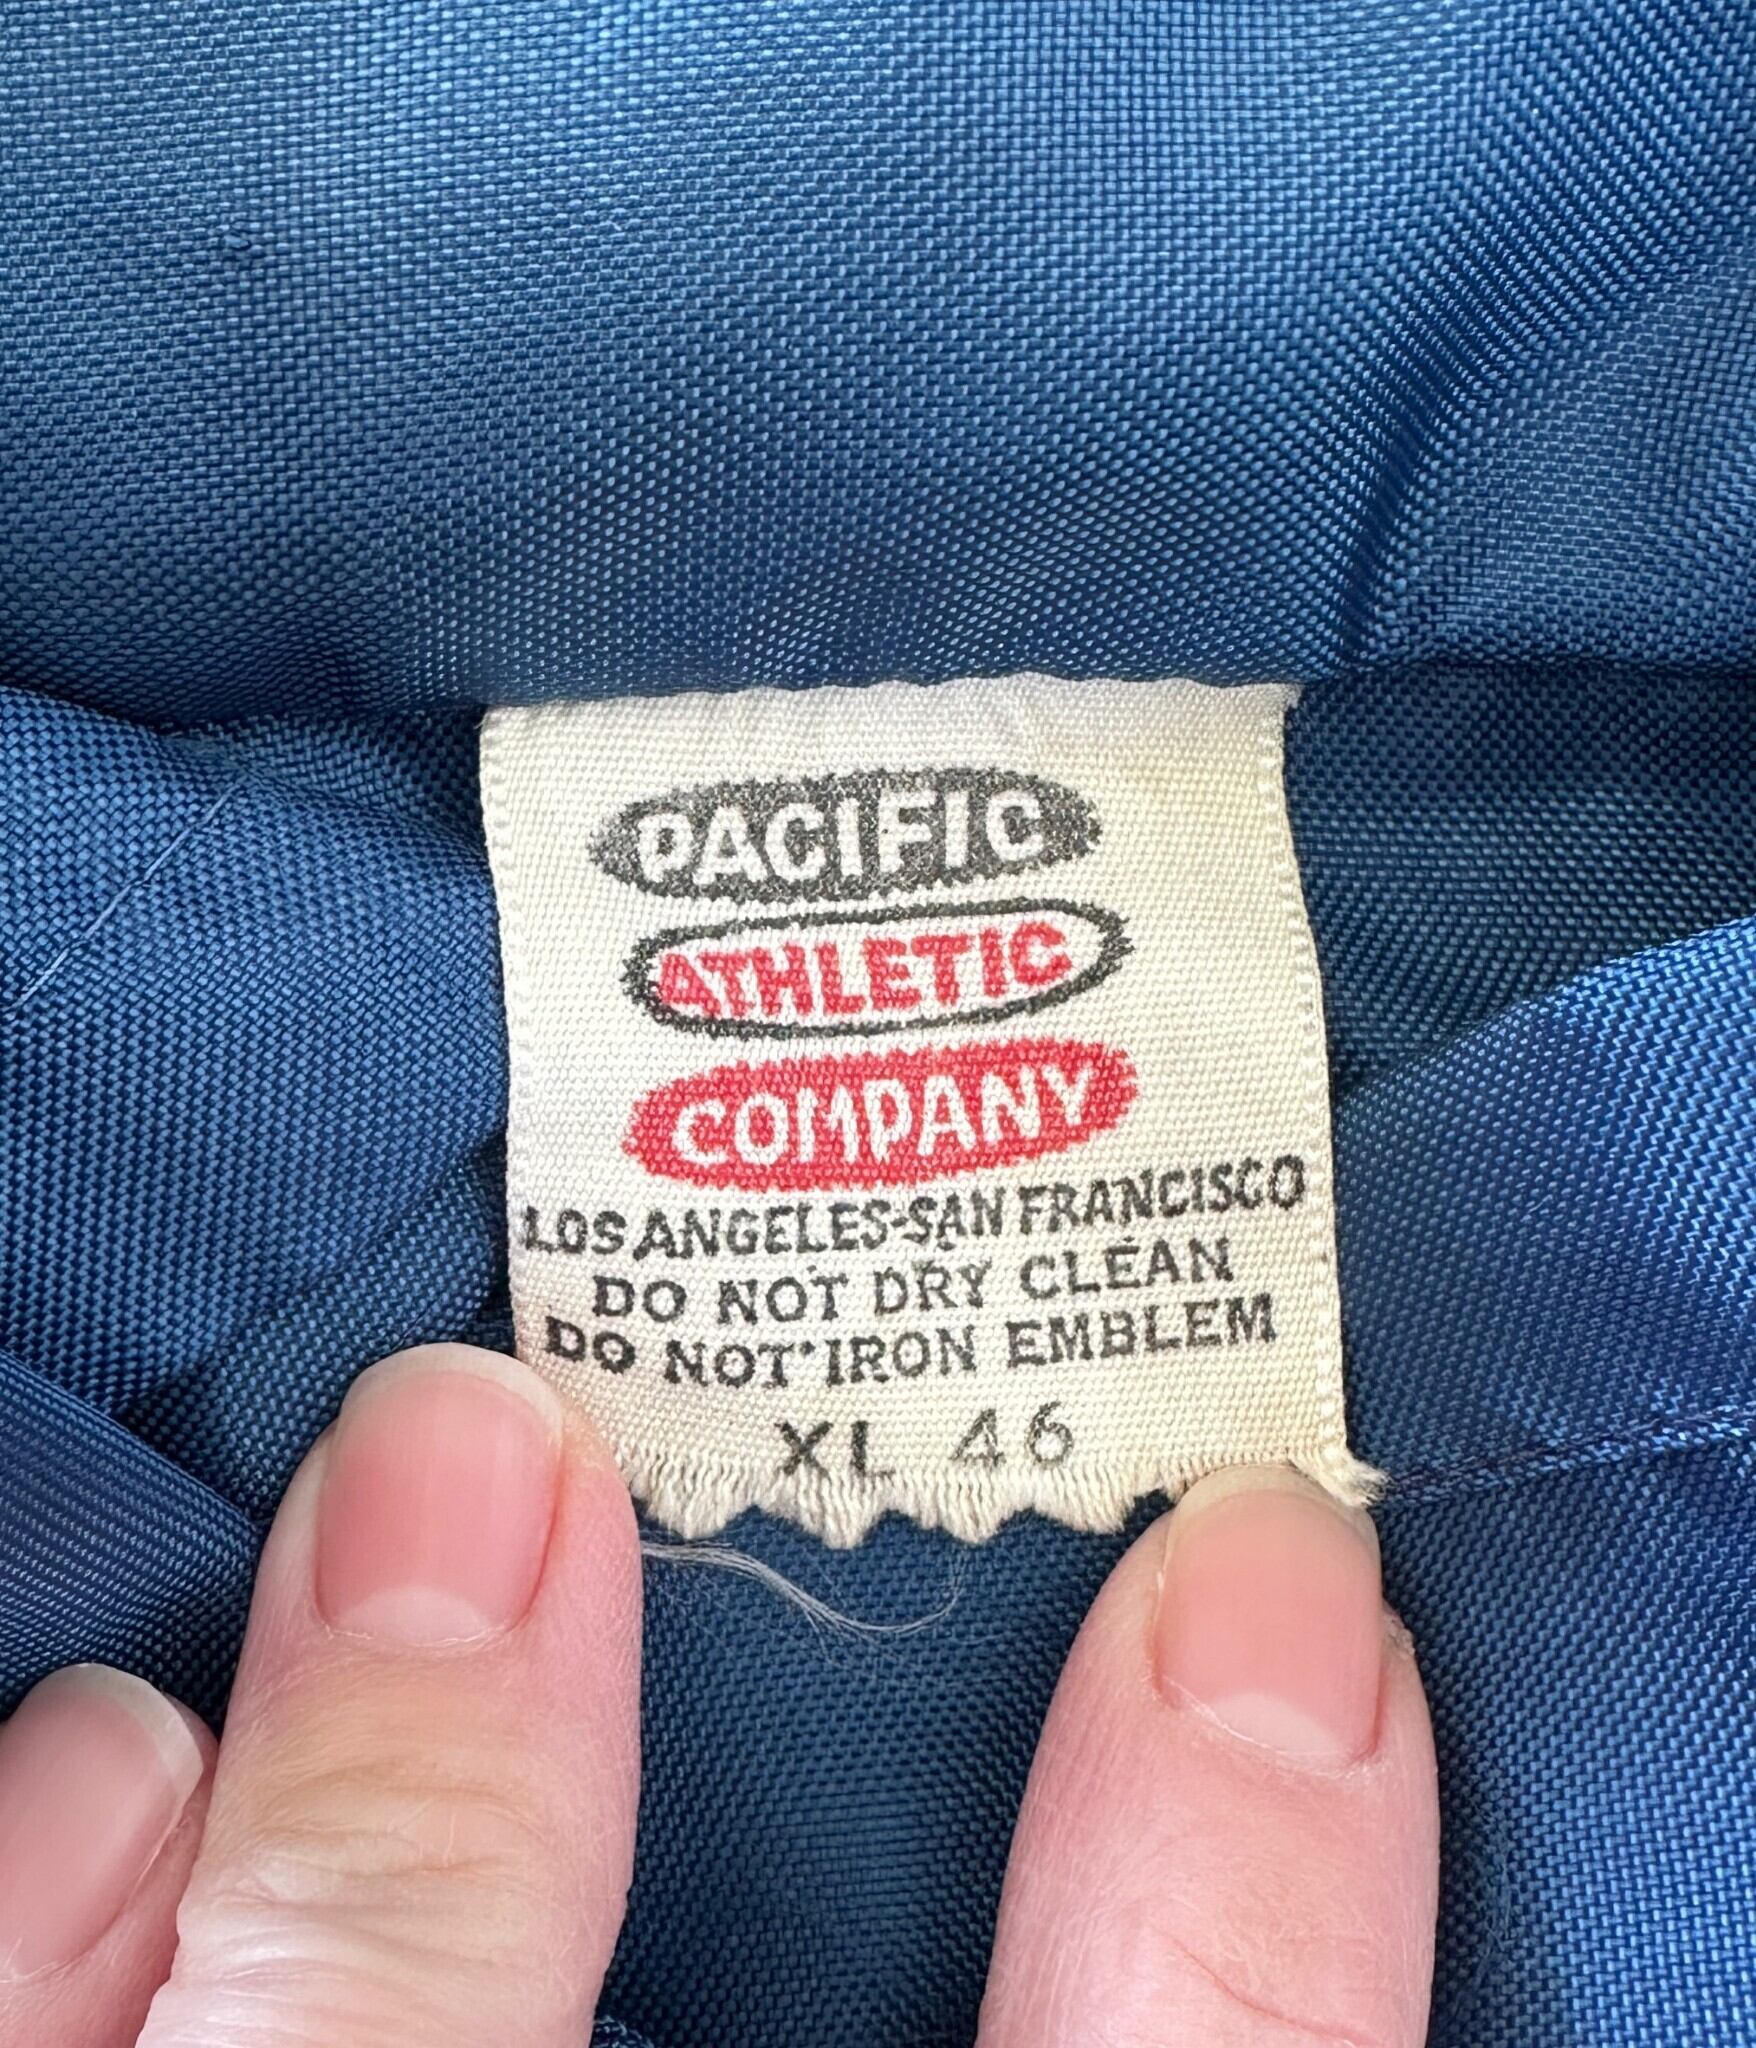 PACIFIC
ATHLETIC
COMPANY
LOS ANGELES-SAN FRANCISCO
DO NOT DRY CLEAN
DO NOT IRON EMBLEM
XL 46